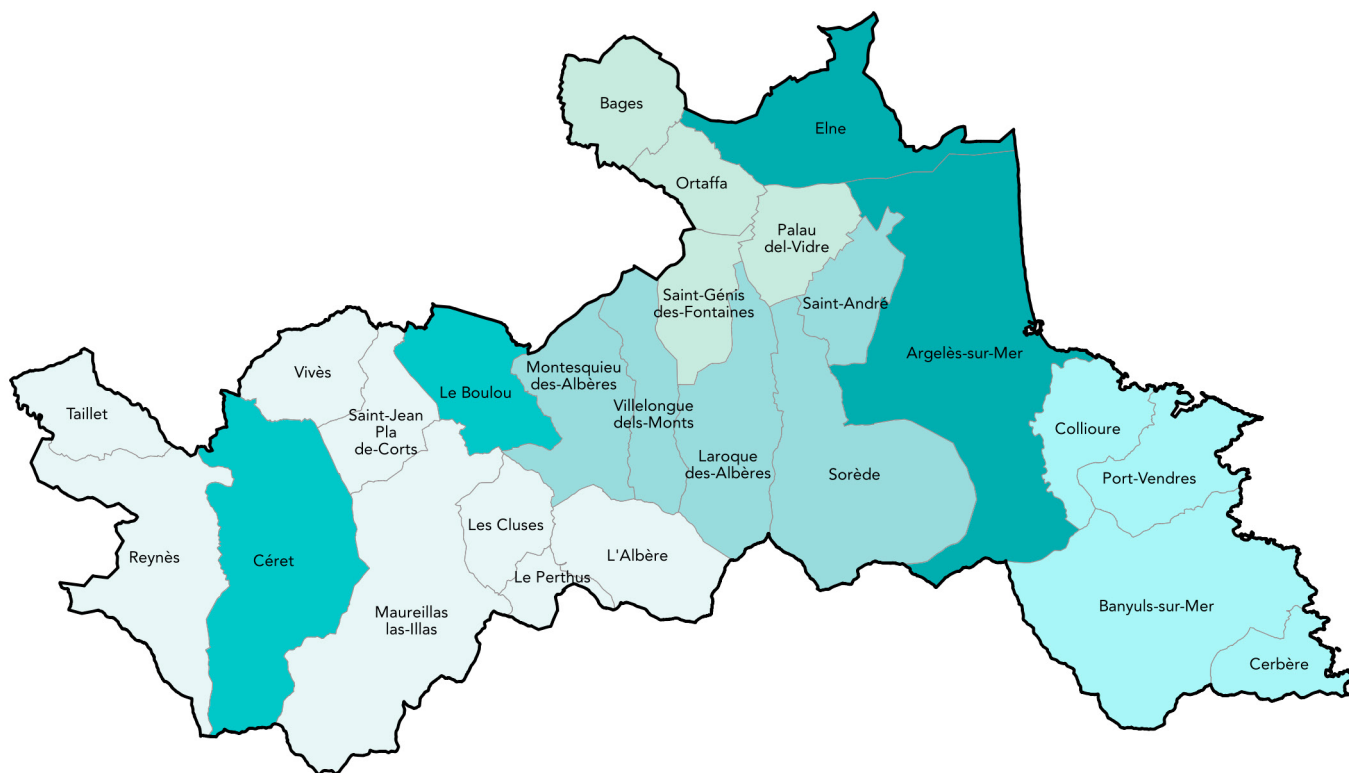 Bages
Elne
Ortaffa
Palau
del-Vidre
Saint-Génis
des-Fontaines
Saint-André
Argelès-sur-Mer
Vivès
Le Boulou
Montesquieu
des-Albères
Villelongue
dels-Monts
Taillet
Saint-Jean
Pla
de-Corts
Collioure
Laroque
des-Albères
Sorède
Port-Vendres
Les Cluses
Reynès
Céret
L'Albère
Le Perthus
Maureillas
las-Illas
Banyuls-sur-Mer
Cerbère